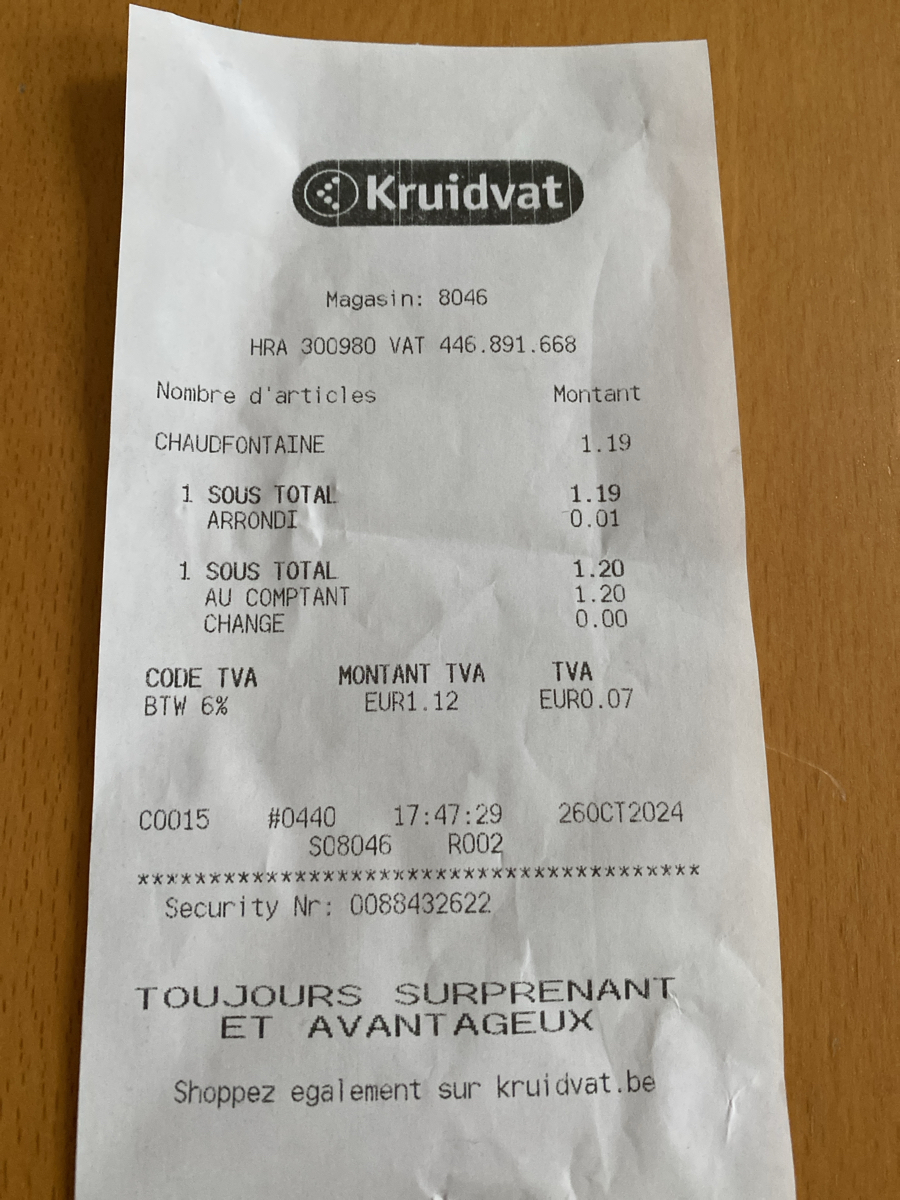 Kruidvat
Magasin: 8046
HRA 300980 VAT 446.891.668
Nombre d'articles Montant
CHAUDFONTAINE 1.19
1 SOUS TOTAL 1.19
ARRONDI 0.01
1 SOUS TOTAL 1.20
AU COMPTANT 1.20
CHANGE 0.00
CODE TVA MONTANT TVA TVA
BTW 6% EUR1.12 EUR0.07
C0015 #0440 17:47:29 26OCT2024
S08046 R002
****************************************
Security Nr: 0088432622
TOUJOURS SURPRENANT
ET AVANTAGEUX
Shoppez egalement sur kruidvat.be